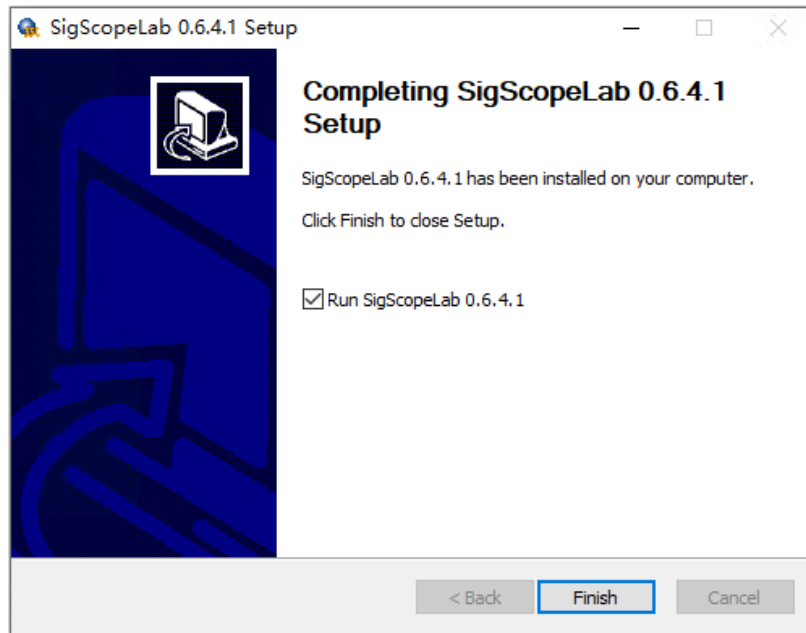 SigScopeLab 0.6.4.1 Setup
Completing SigScopeLab 0.6.4.1
Setup
SigScopeLab 0.6.4.1 has been installed on your computer.
Click Finish to close Setup.
Run SigScopeLab 0.6.4.1
< Back
Finish
Cancel